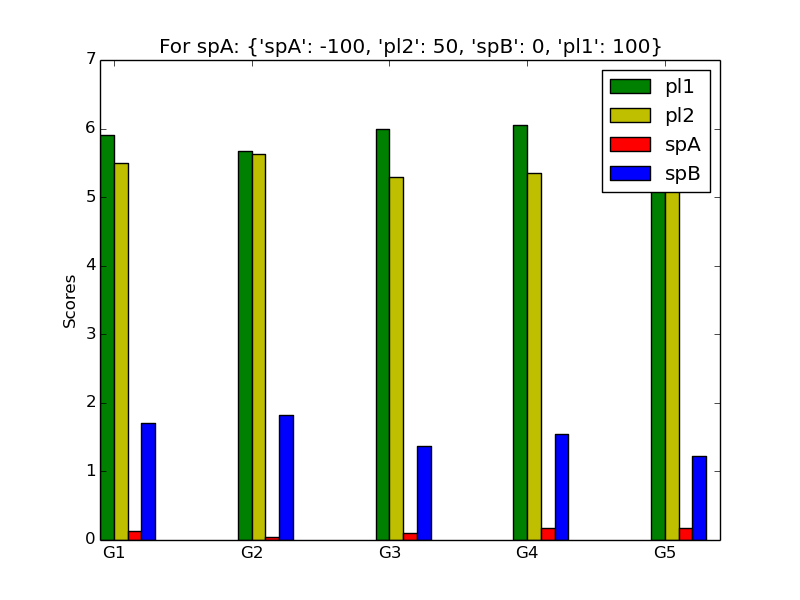 For spA: {'spA': -100, 'pl2': 50, 'spB': 0, 'pl1': 100}
7
6
5
4
3
2
1
0
Scores
pl1
pl2
spA
spB
G1 G2 G3 G4 G5